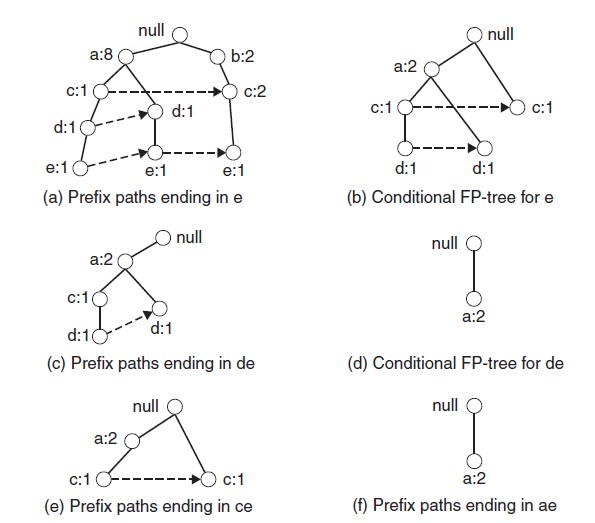 null
a:8
b:2
c:1
c:2
d:1
d:1
e:1
e:1
e:1
(a) Prefix paths ending in e
null
a:2
c:1
c:1
d:1
d:1
(b) Conditional FP-tree for e
null
a:2
c:1
d:1
d:1
(c) Prefix paths ending in de
null
a:2
(d) Conditional FP-tree for de
null
a:2
c:1
c:1
(e) Prefix paths ending in ce
null
a:2
(f) Prefix paths ending in ae